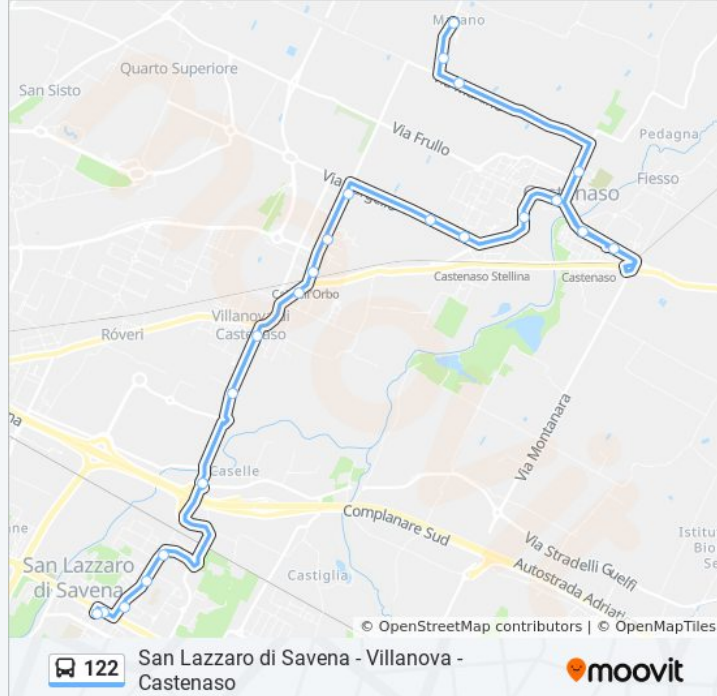 Marano
Quarto Superiore
San Sisto
Via Frullo
Pedagna
Fiesso
Castenaso
Castenaso Stellina
Castenaso
Villanova di
Castenaso
Róveri
Via Montanara
Caselle
Complanare Sud
Via Stradelli Guelfi
Autostrada Adriati
San Lazzaro
di Savena
Castiglia
© OpenStreetMap contributors | © OpenMapTiles
122
San Lazzaro di Savena - Villanova -
Castenaso
moovit